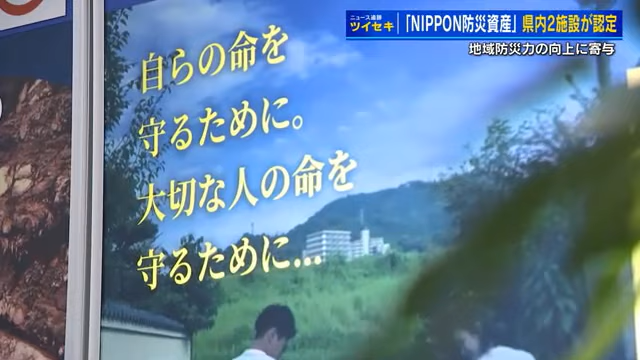 ニュース追跡
ツイセキ
「NIPPON防災資産」県内2施設が認定
地域防災力の向上に寄与
自らの命を
守るために。
大切な人の命を
守るために...